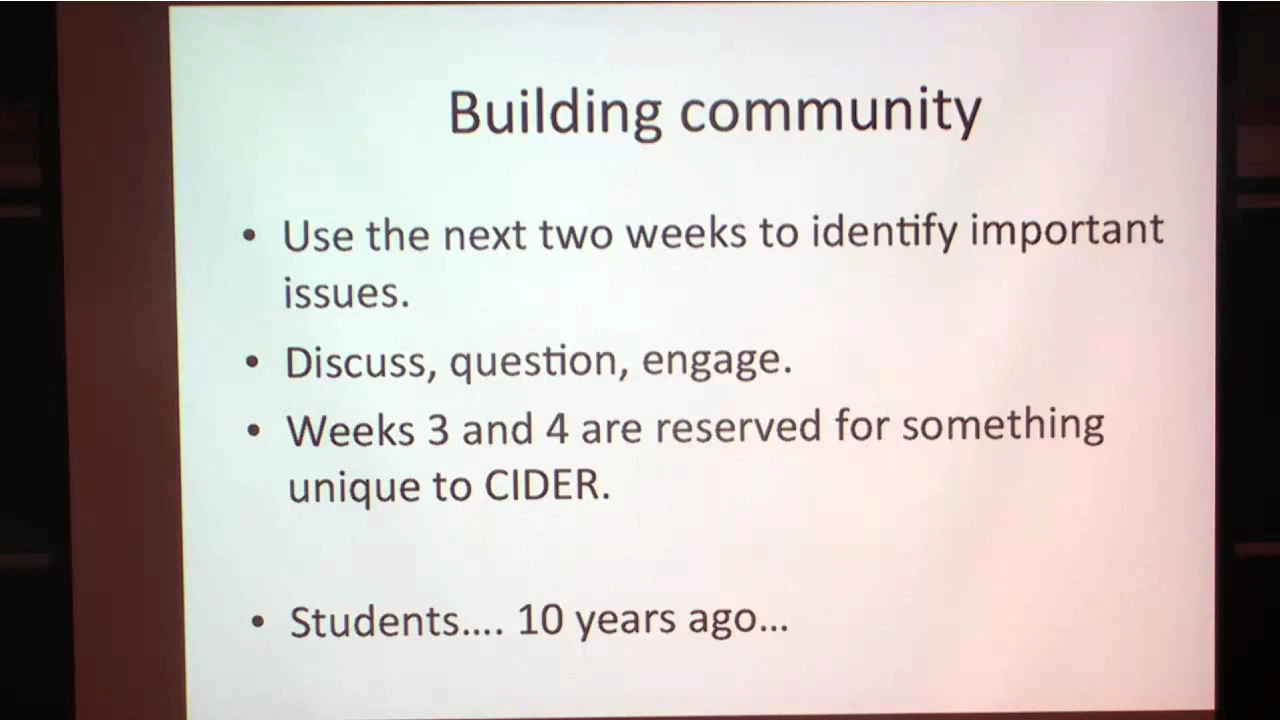 Building community
• Use the next two weeks to identify important
issues.
• Discuss, question, engage.
• Weeks 3 and 4 are reserved for something
unique to CIDER.
• Students.... 10 years ago...